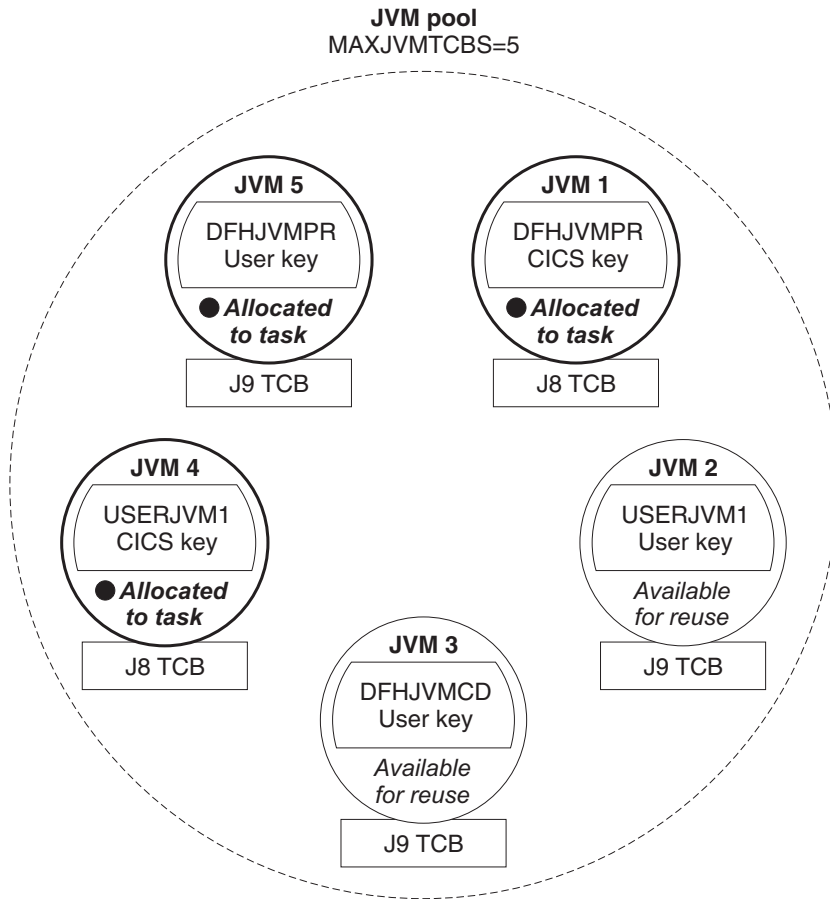 JVM pool
MAXJVMTCBS=5
JVM 5
DFHJVMPR
User key
Allocated
to task
J9 TCB
JVM 1
DFHJVMPR
CICS key
Allocated
to task
J8 TCB
JVM 4
USERJVM1
CICS key
Allocated
to task
J8 TCB
JVM 2
USERJVM1
User key
Available
for reuse
J9 TCB
JVM 3
DFHJVMCD
User key
Available
for reuse
J9 TCB